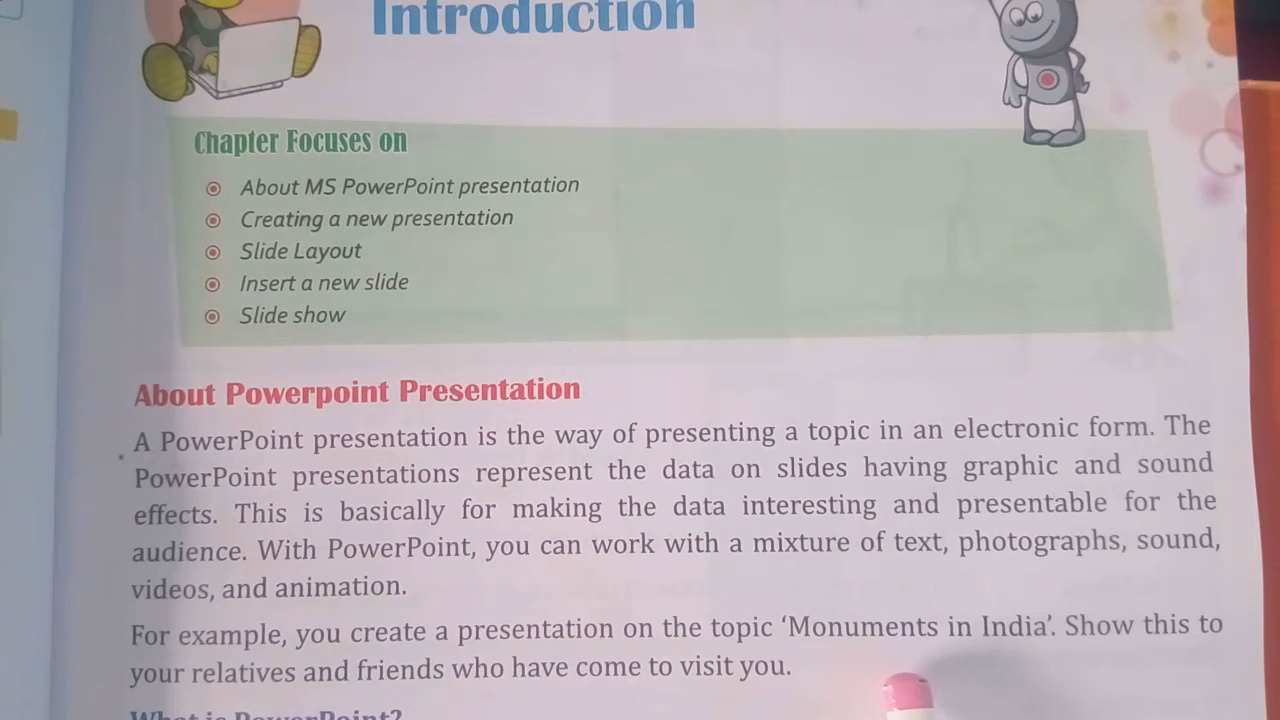 Introduction
Chapter Focuses on
About MS PowerPoint presentation
Creating a new presentation
Slide Layout
Insert a new slide
Slide show
About Powerpoint Presentation
A PowerPoint presentation is the way of presenting a topic in an electronic form. The
PowerPoint presentations represent the data on slides having graphic and sound
effects. This is basically for making the data interesting and presentable for the
audience. With PowerPoint, you can work with a mixture of text, photographs, sound,
videos, and animation.
For example, you create a presentation on the topic ‘Monuments in India’. Show this to
your relatives and friends who have come to visit you.
What is PowerPoint?